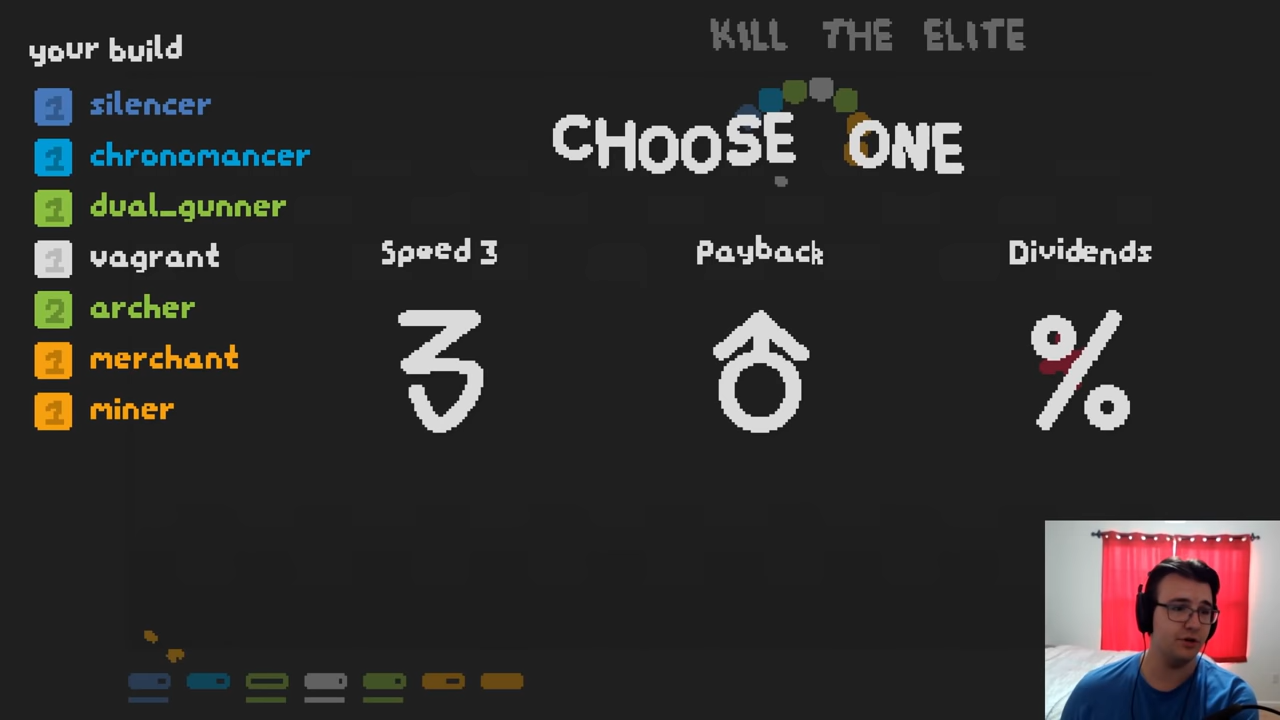 KILL THE ELITE
your build
CHOOSE ONE
1 silencer
1 chronomancer
1 dual_gunner
1 vagrant
2 archer
1 merchant
1 miner
Speed 3
Payback
Dividends
3
%